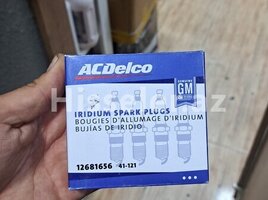 ACDelco
GM
IRIDIUM SPARK PLUGS
BOUGIES D'ALLUMAGE D'IRIDIUM
BUJÍAS DE IRIDIO
12681656 41-121